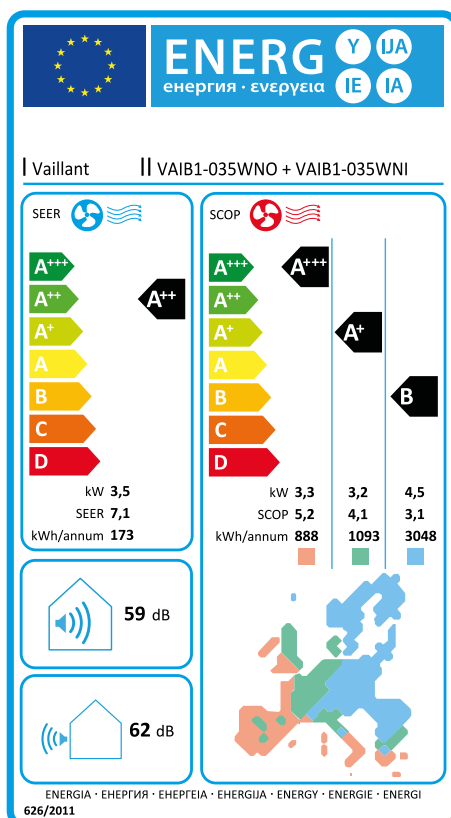 ENERG
енергия · ενεργεια
Y IJA
IE IA
I Vaillant II VAIB1-035WNO + VAIB1-035WNI
SEER
A+++
A++
A+
A
B
C
D
A++
kW 3,5
SEER 7,1
kWh/annum 173
SCOP
A+++
A++
A+
A
B
C
D
A+++
A+
B
kW 3,3 3,2 4,5
SCOP 5,2 4,1 3,1
kWh/annum 888 1093 3048
59 dB
62 dB
ENERGIA · ЕНЕРГИЯ · ΕΝΕΡΓΕΙΑ · ENERGIJA · ENERGY · ENERGIE · ENERGI
626/2011